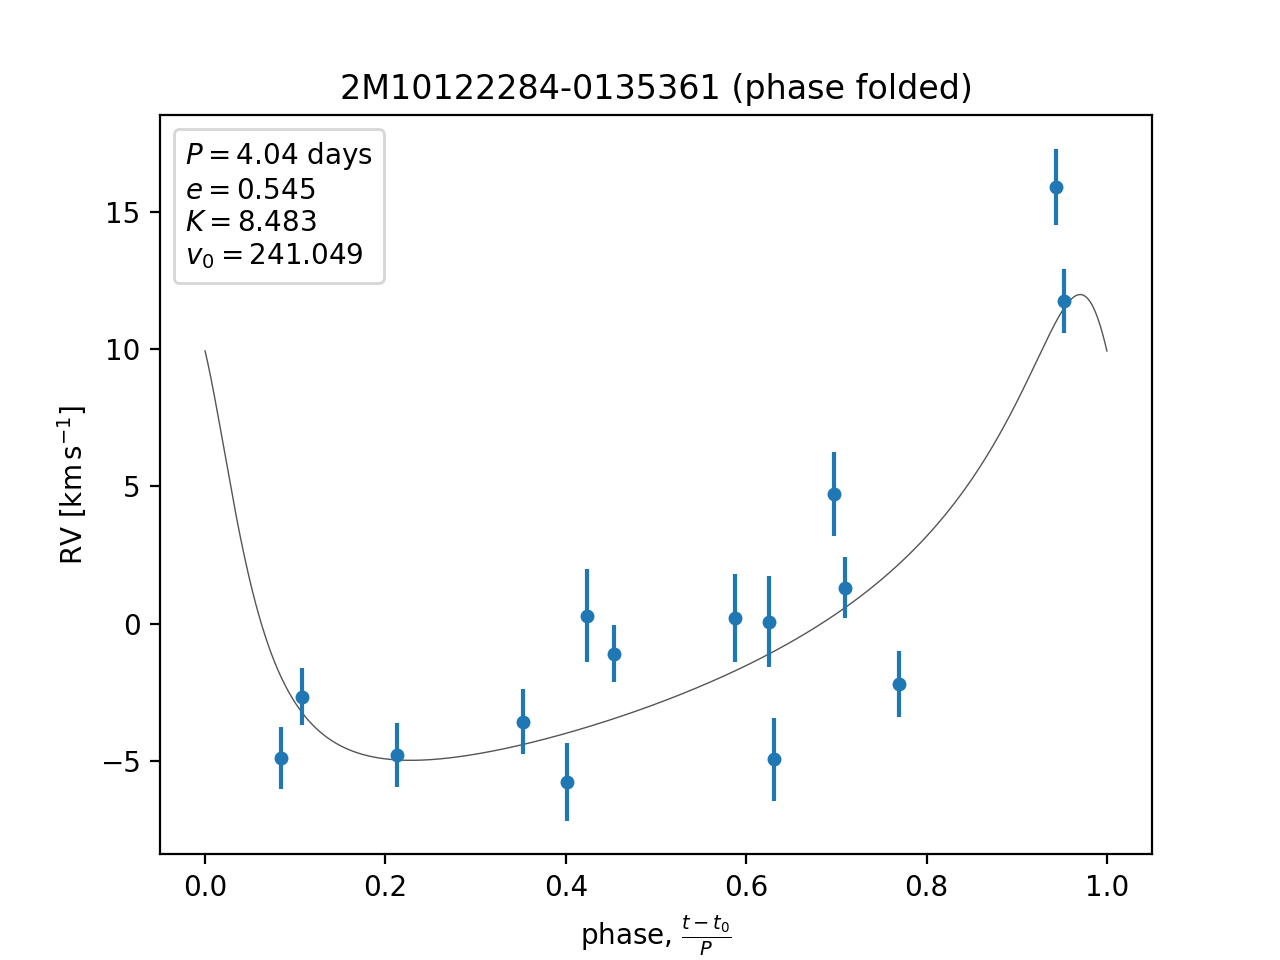 2M10122284-0135361 (phase folded)
P = 4.04 days
e = 0.545
K = 8.483
v₀ = 241.049
15
10
5
0
−5
RV [km s⁻¹]
0.0 0.2 0.4 0.6 0.8 1.0
phase, (t − t₀)/P